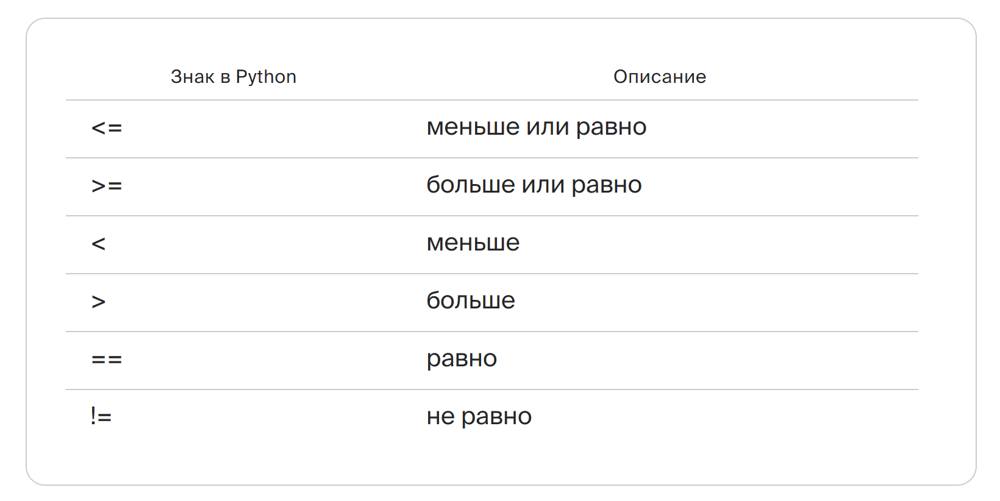 Знак в Python Описание
<= меньше или равно
>= больше или равно
< меньше
> больше
== равно
!= не равно